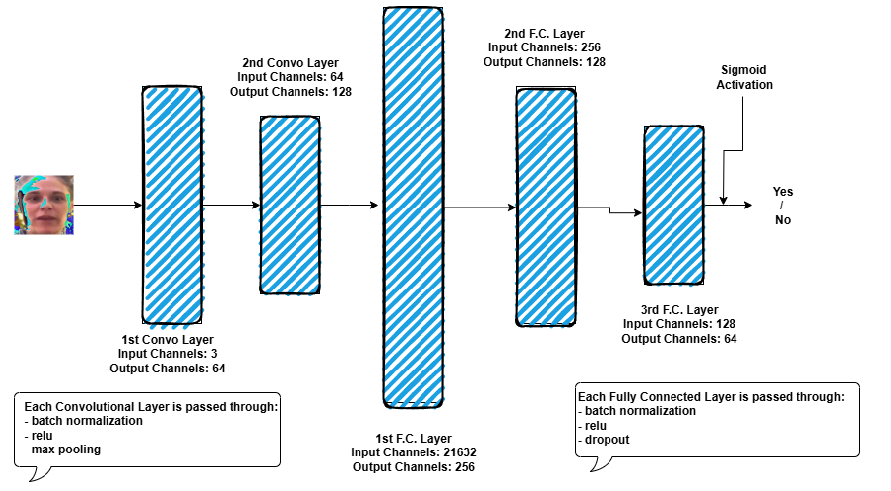 2nd Convo Layer
Input Channels: 64
Output Channels: 128
2nd F.C. Layer
Input Channels: 256
Output Channels: 128
Sigmoid
Activation
Yes
/
No
1st Convo Layer
Input Channels: 3
Output Channels: 64
3rd F.C. Layer
Input Channels: 128
Output Channels: 64
Each Convolutional Layer is passed through:
- batch normalization
- relu
max pooling
Each Fully Connected Layer is passed through:
- batch normalization
- relu
- dropout
1st F.C. Layer
Input Channels: 21632
Output Channels: 256